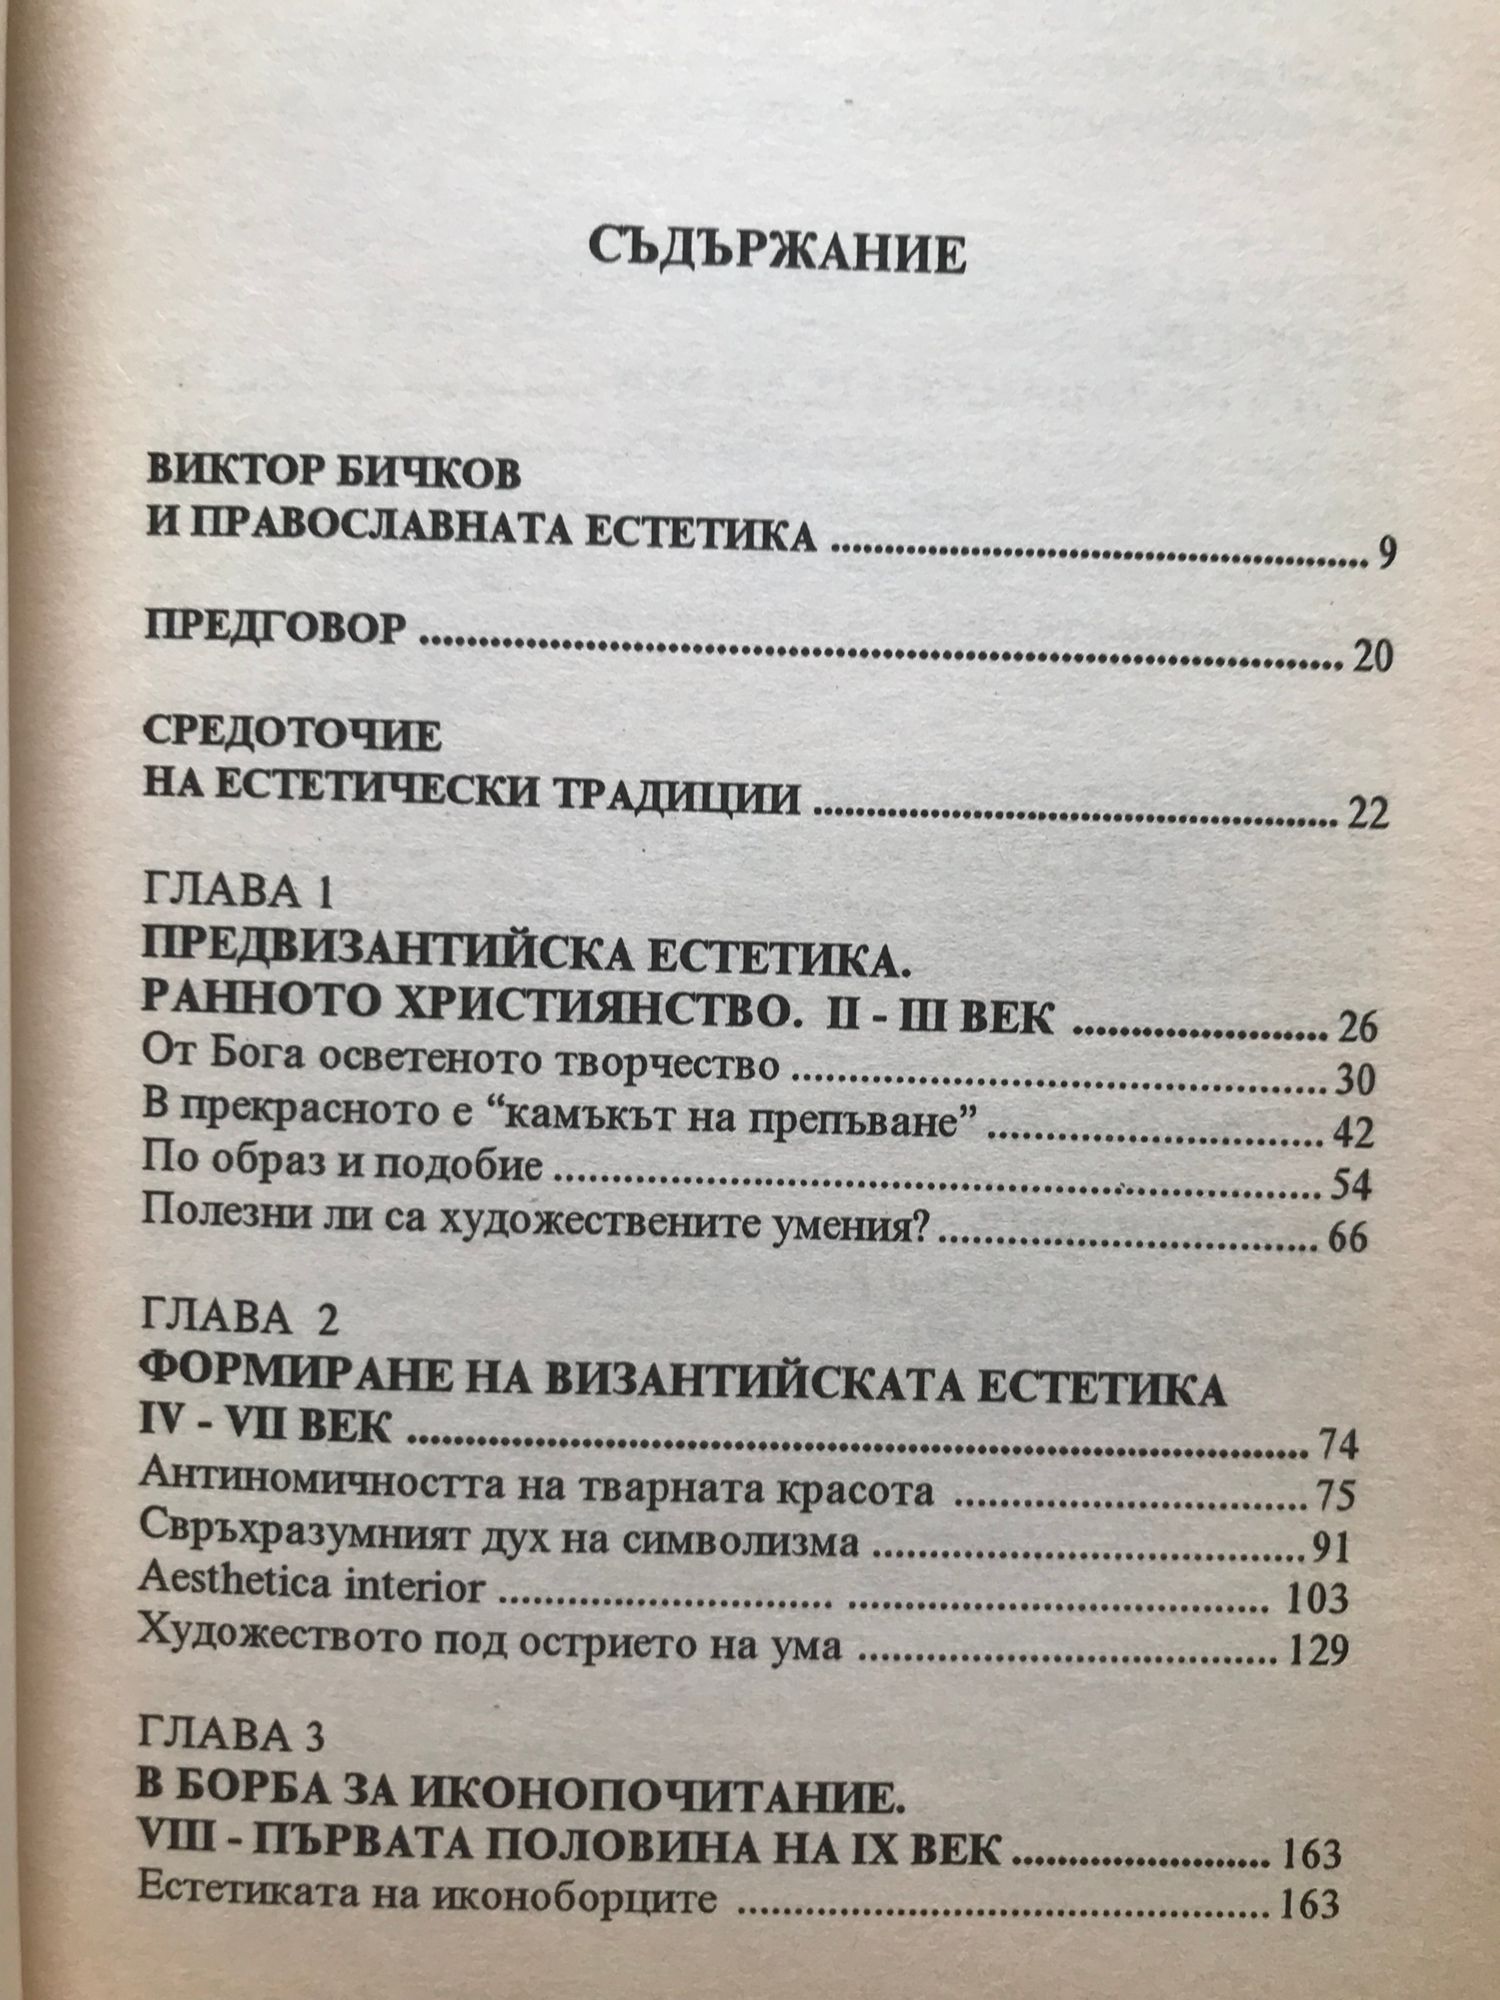 СЪДЪРЖАНИЕ
ВИКТОР БИЧКОВ
И ПРАВОСЛАВНАТА ЕСТЕТИКА ........................................ 9
ПРЕДГОВОР ........................................ 20
СРЕДОТОЧИЕ
НА ЕСТЕТИЧЕСКИ ТРАДИЦИИ ........................................ 22
ГЛАВА 1
ПРЕДВИЗАНТИЙСКА ЕСТЕТИКА.
РАННОТО ХРИСТИЯНСТВО. II - III ВЕК ........................................ 26
От Бога осветеното творчество ........................................ 30
В прекрасното е “камъкът на препъване” ........................................ 42
По образ и подобие ........................................ 54
Полезни ли са художествените умения? ........................................ 66
ГЛАВА 2
ФОРМИРАНЕ НА ВИЗАНТИЙСКАТА ЕСТЕТИКА
IV - VII ВЕК ........................................ 74
Антиномичността на тварната красота ........................................ 75
Свръхразумният дух на символизма ........................................ 91
Aesthetica interior ........................................ 103
Художеството под острието на ума ........................................ 129
ГЛАВА 3
В БОРБА ЗА ИКОНОПОЧИТАНИЕ.
VIII - ПЪРВАТА ПОЛОВИНА НА IX ВЕК ........................................ 163
Естетиката на иконоборците ........................................ 163